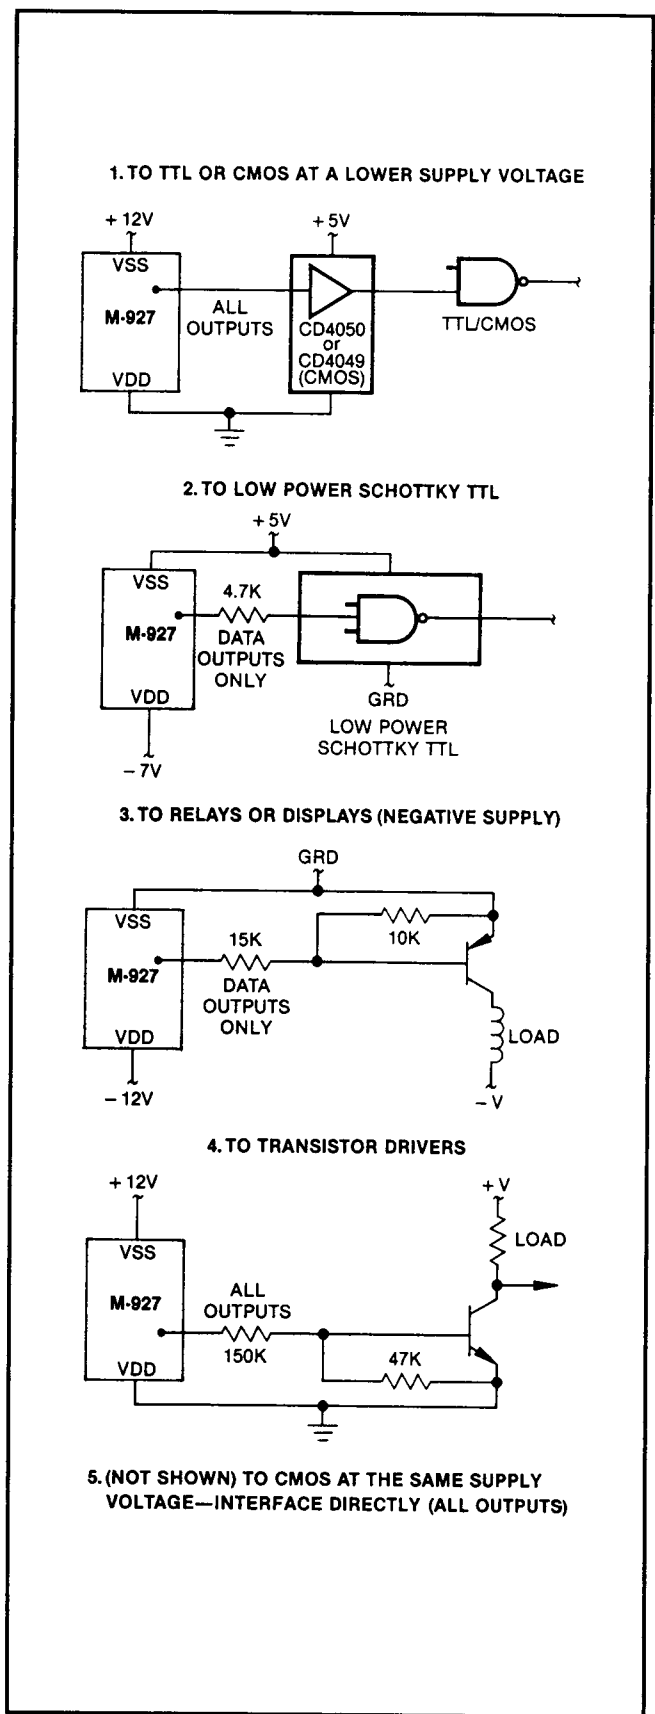 1. TO TTL OR CMOS AT A LOWER SUPPLY VOLTAGE
+ 12V
+ 5V
VSS
M-927
VDD
ALL
OUTPUTS
CD4050
or
CD4049
(CMOS)
TTL/CMOS
2. TO LOW POWER SCHOTTKY TTL
+ 5V
VSS
M-927
VDD
4.7K
DATA
OUTPUTS
ONLY
GRD
LOW POWER
SCHOTTKY TTL
- 7V
3. TO RELAYS OR DISPLAYS (NEGATIVE SUPPLY)
GRD
VSS
M-927
VDD
15K
DATA
OUTPUTS
ONLY
10K
LOAD
- 12V
- V
4. TO TRANSISTOR DRIVERS
+ 12V
+ V
VSS
M-927
VDD
ALL
OUTPUTS
150K
47K
LOAD
5. (NOT SHOWN) TO CMOS AT THE SAME SUPPLY
VOLTAGE—INTERFACE DIRECTLY (ALL OUTPUTS)